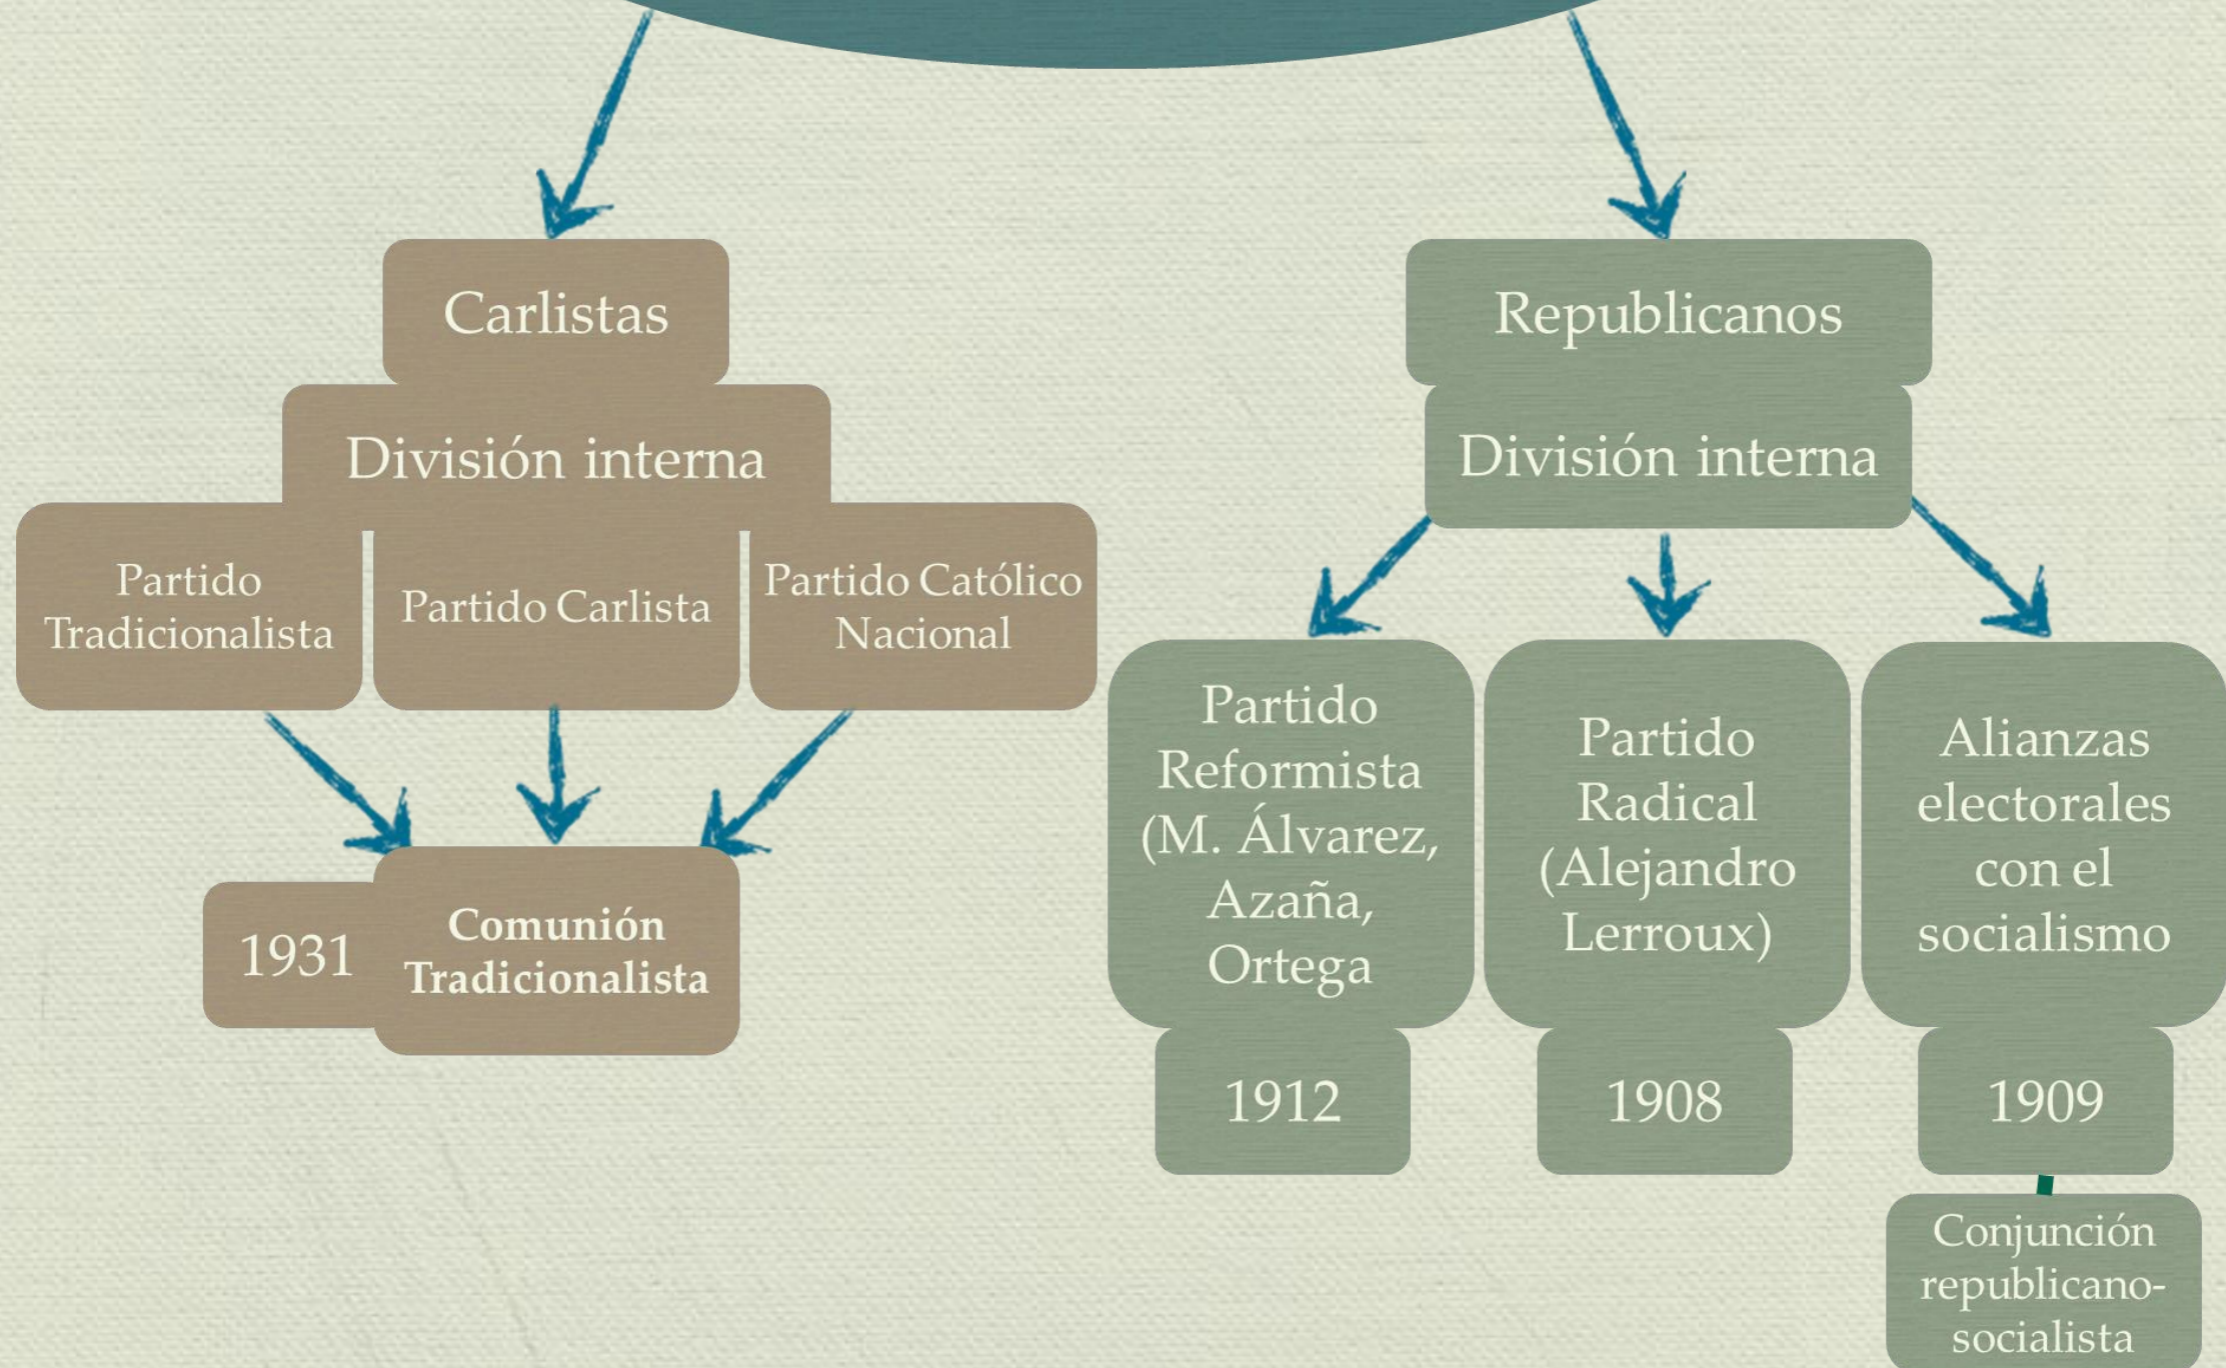 Carlistas
División interna
Partido
Tradicionalista
Partido Carlista
Partido Católico
Nacional
1931
Comunión
Tradicionalista
Republicanos
División interna
Partido
Reformista
(M. Álvarez,
Azaña,
Ortega
1912
Partido
Radical
(Alejandro
Lerroux)
1908
Alianzas
electorales
con el
socialismo
1909
Conjunción
republicano-
socialista